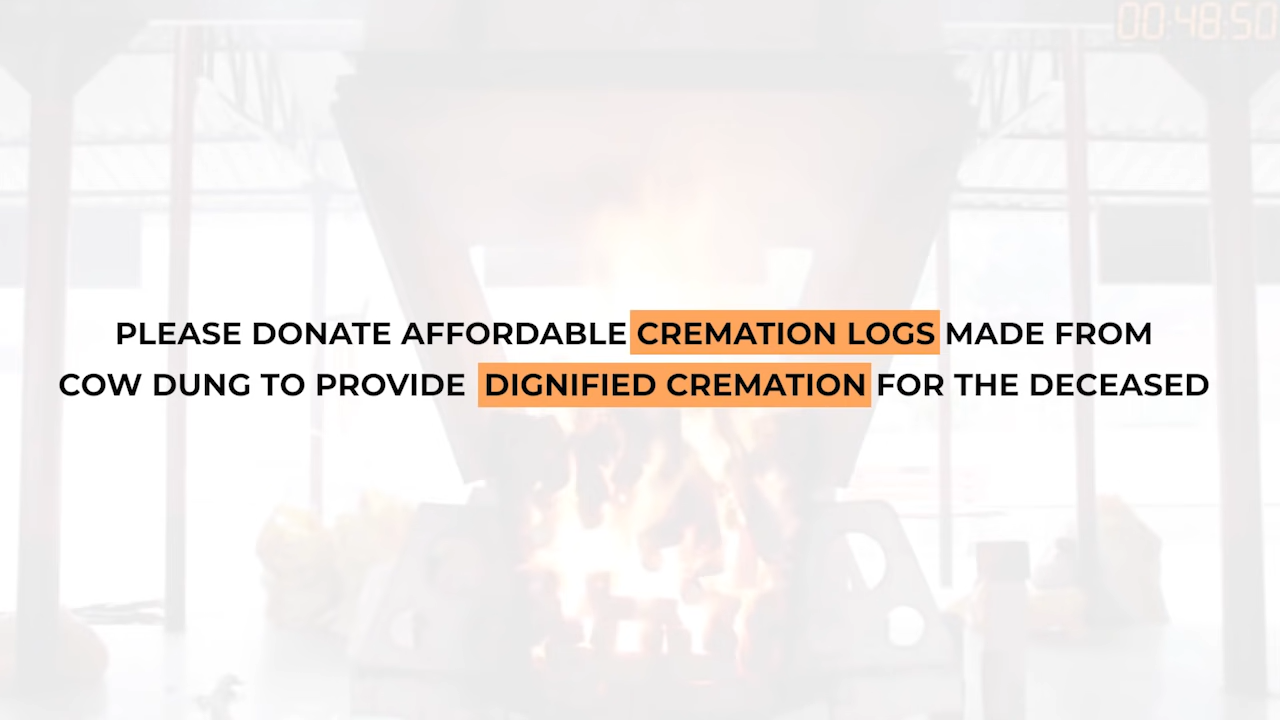 00:48:50
PLEASE DONATE AFFORDABLE CREMATION LOGS MADE FROM
COW DUNG TO PROVIDE DIGNIFIED CREMATION FOR THE DECEASED